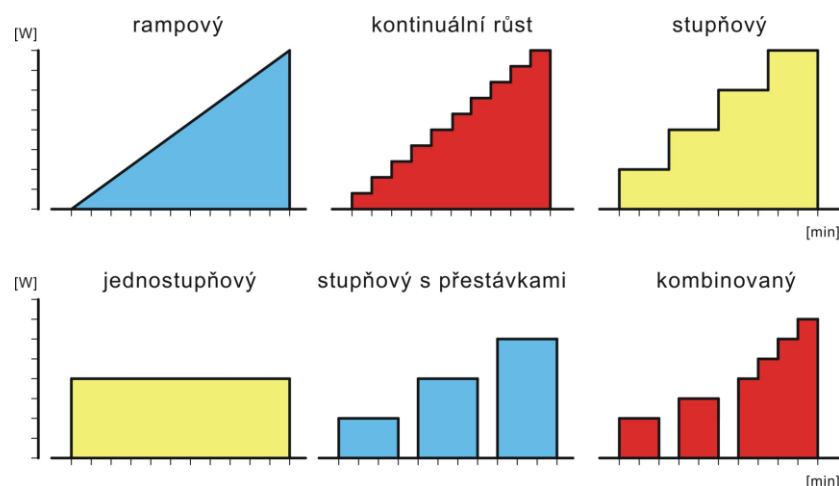 [W]
rampový
kontinuální růst
stupňový
[min]
[W]
jednostupňový
stupňový s přestávkami
kombinovaný
[min]